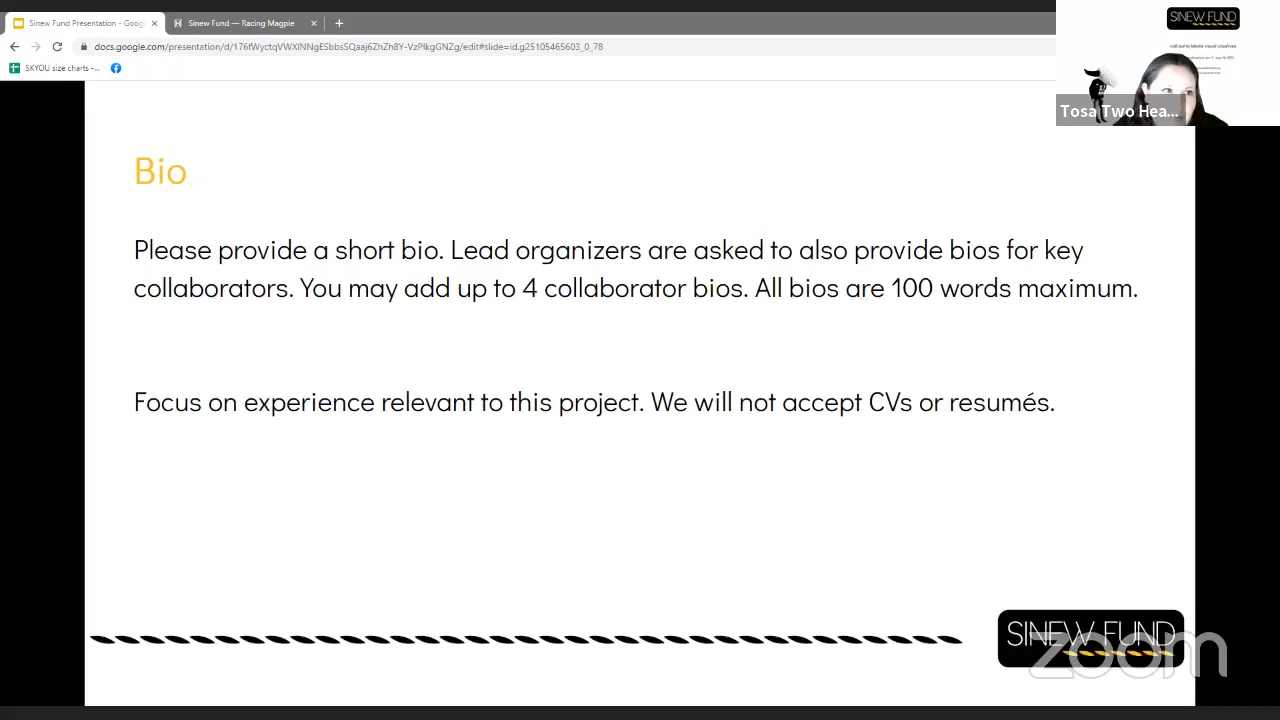 Sinew Fund Presentation - Goog
Sinew Fund — Racing Magpie
docs.google.com/presentation/d/176fWyctqVWXlNNgESbbsSQaaj6ZhZh8Y-VzPlkgGNZg/edit#slide=id.g25105465603_0_78
SKYOU size charts -...
SINEW FUND
Tosa Two Hea...
Bio
Please provide a short bio. Lead organizers are asked to also provide bios for key
collaborators. You may add up to 4 collaborator bios. All bios are 100 words maximum.
Focus on experience relevant to this project. We will not accept CVs or resumés.
SINEW FUND
zoom